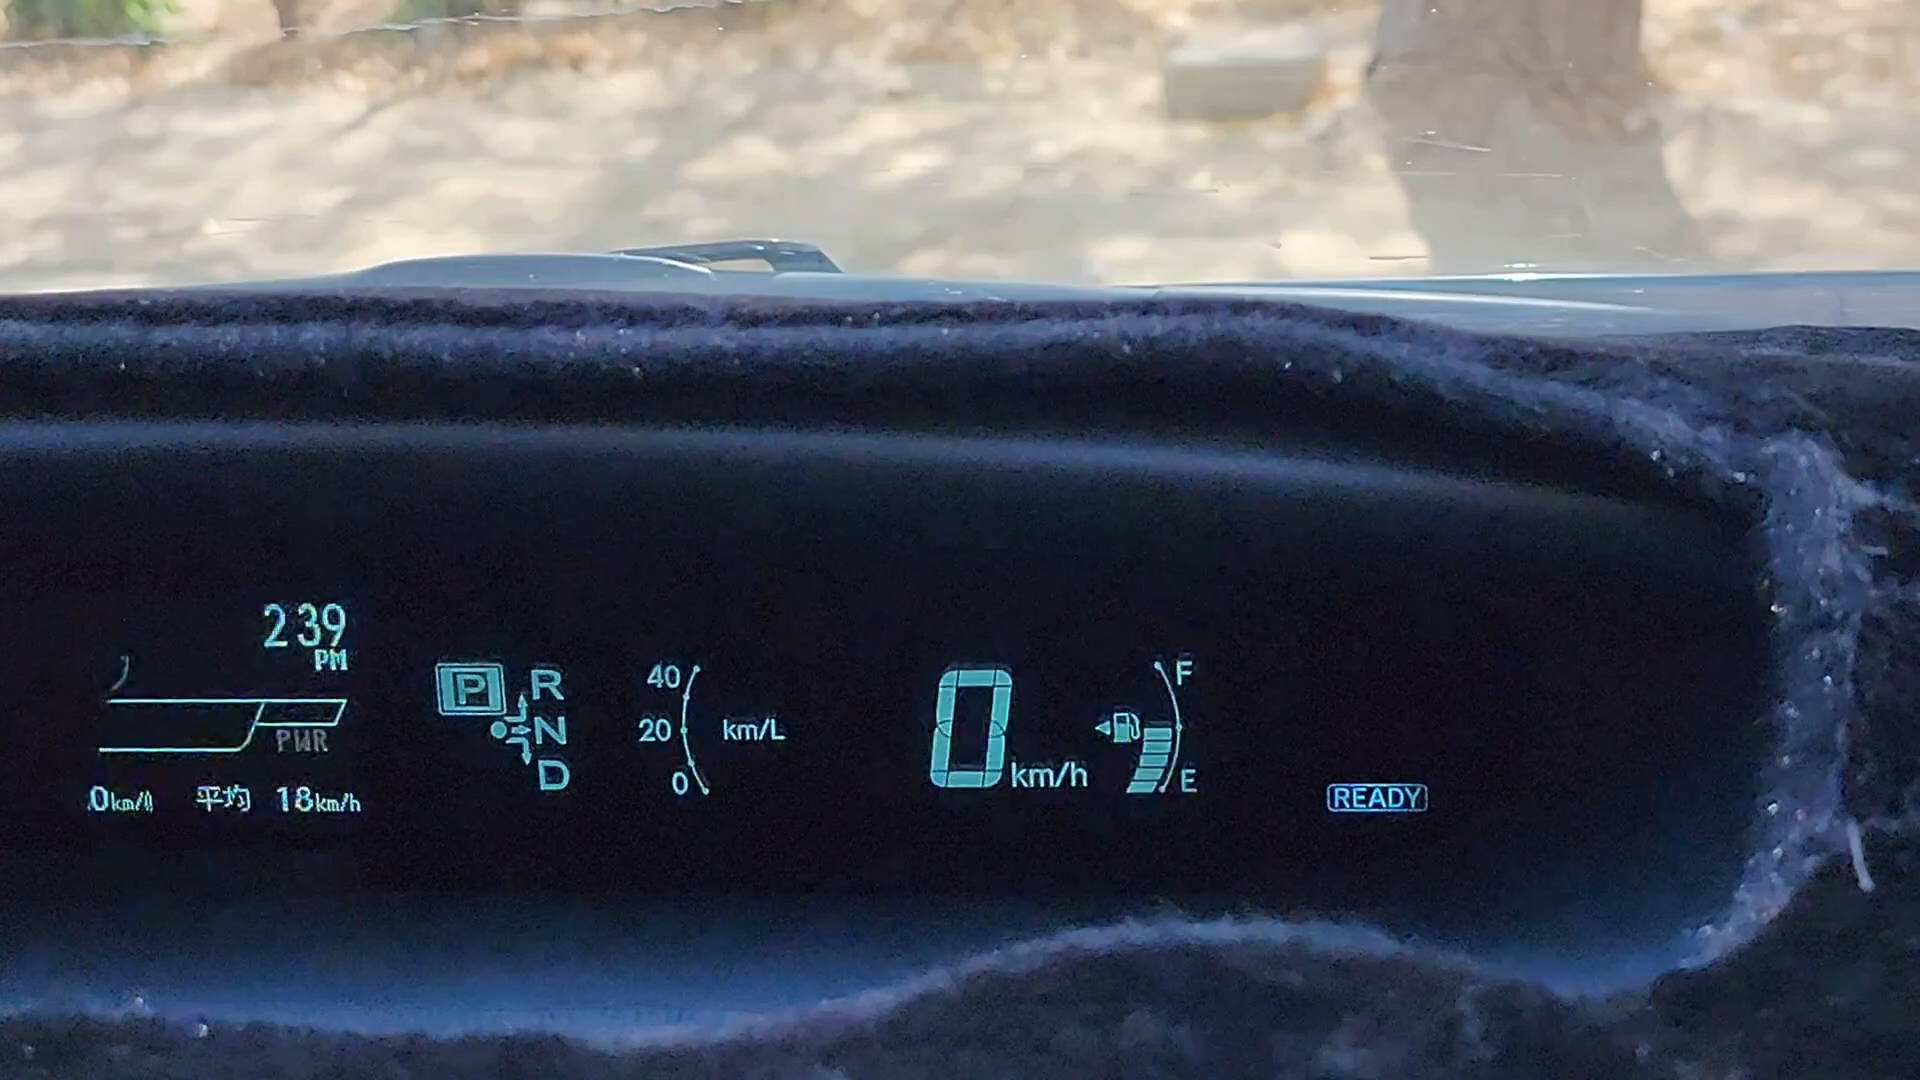 2 39
PM
PWR
0km/h 平均 18km/h
P R
N
D
40
20 km/L
0
0 km/h
F
E
READY